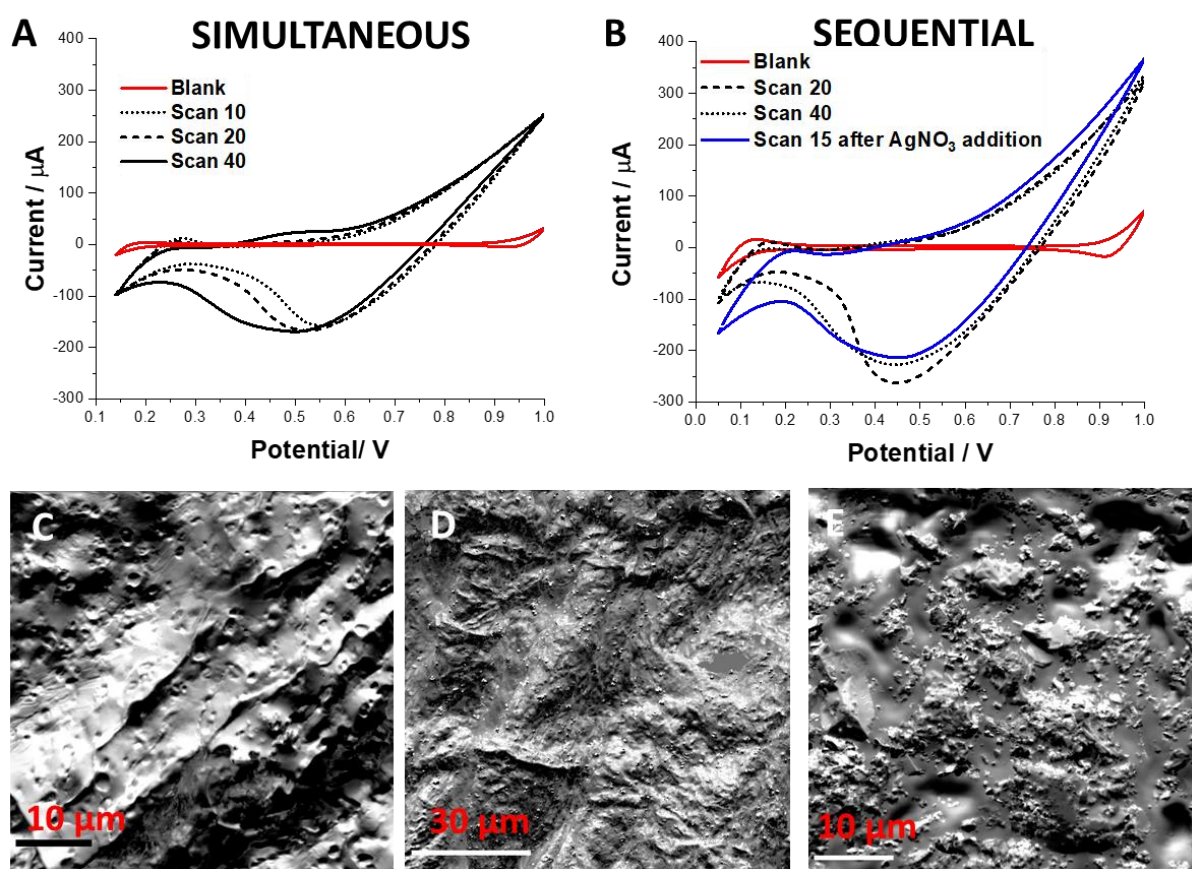 A
SIMULTANEOUS
400
300
200
100
0
-100
-200
-300
Current / μA
Blank
Scan 10
Scan 20
Scan 40
0.1 0.2 0.3 0.4 0.5 0.6 0.7 0.8 0.9 1.0
Potential/ V
B
SEQUENTIAL
400
300
200
100
0
-100
-200
-300
Current / μA
Blank
Scan 20
Scan 40
Scan 15 after AgNO₃ addition
0.0 0.1 0.2 0.3 0.4 0.5 0.6 0.7 0.8 0.9 1.0
Potential / V
C
10 μm
D
30 μm
E
10 μm